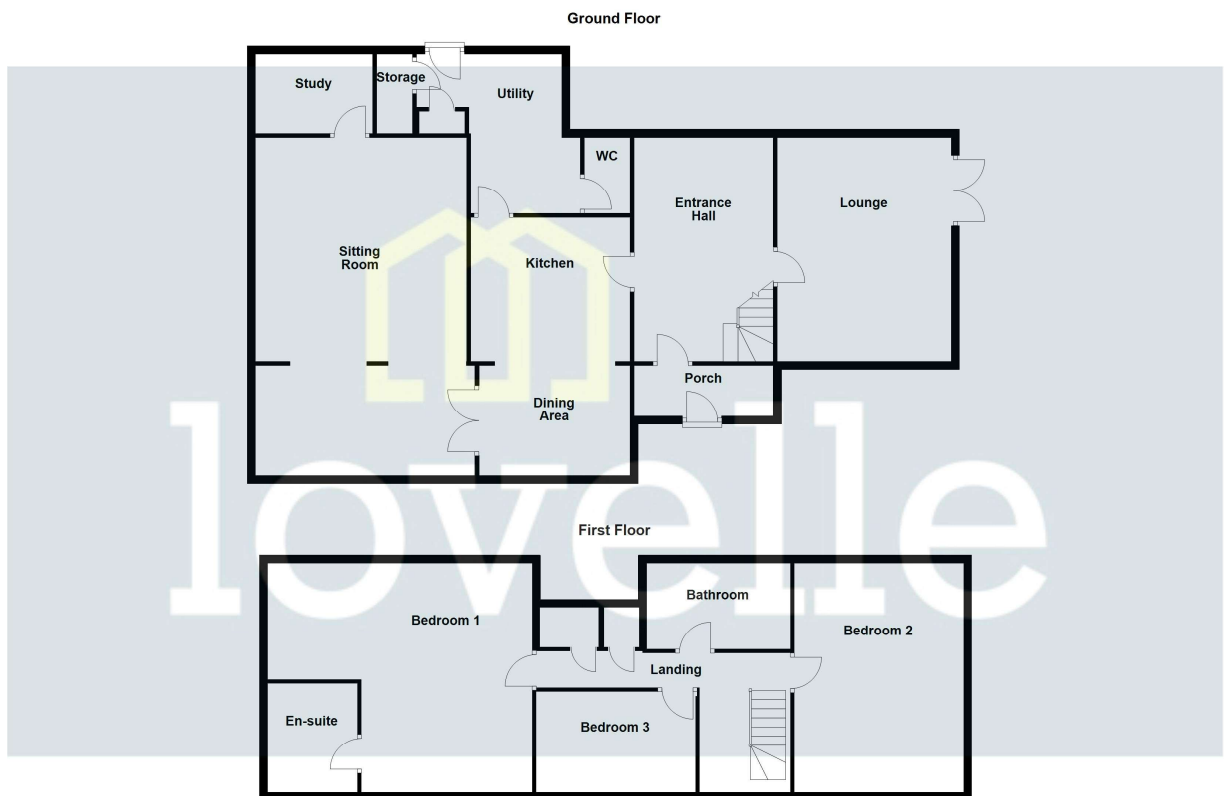 Ground Floor
Study
Storage
Utility
WC
Entrance
Hall
Lounge
Sitting
Room
Kitchen
Porch
Dining
Area
lovelle
First Floor
Bathroom
Bedroom 1
Bedroom 2
Landing
En-suite
Bedroom 3